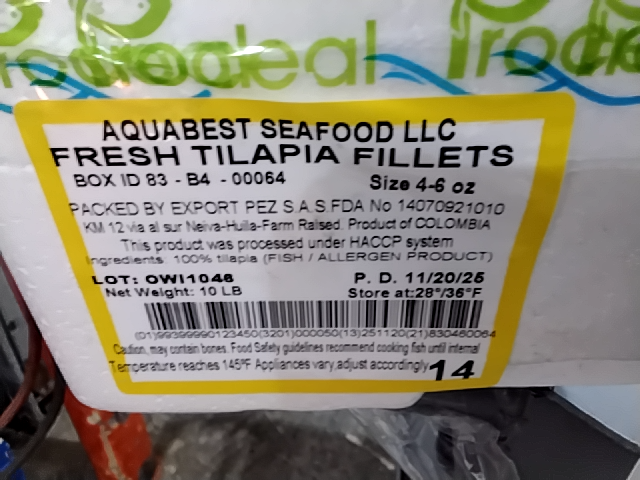 Procedeal
AQUABEST SEAFOOD LLC
FRESH TILAPIA FILLETS
BOX ID 83 - B4 - 00064
Size 4-6 oz
PACKED BY EXPORT PEZ S.A.S.FDA No 14070921010
KM 12 via al sur Neiva-Huila-Farm Raised. Product of COLOMBIA
This product was processed under HACCP system
Ingredients: 100% tilapia (FISH / ALLERGEN PRODUCT)
LOT: OWI1046
P. D. 11/20/25
Net Weight: 10 LB
Store at:28°/36°F
(01)99399990123450(3201)000050(13)251120(21)830460064
Caution, may contain bones. Food Safety guidelines recommend cooking fish until internal
Temperature reaches 145°F Appliances vary,adjust accordingly
14